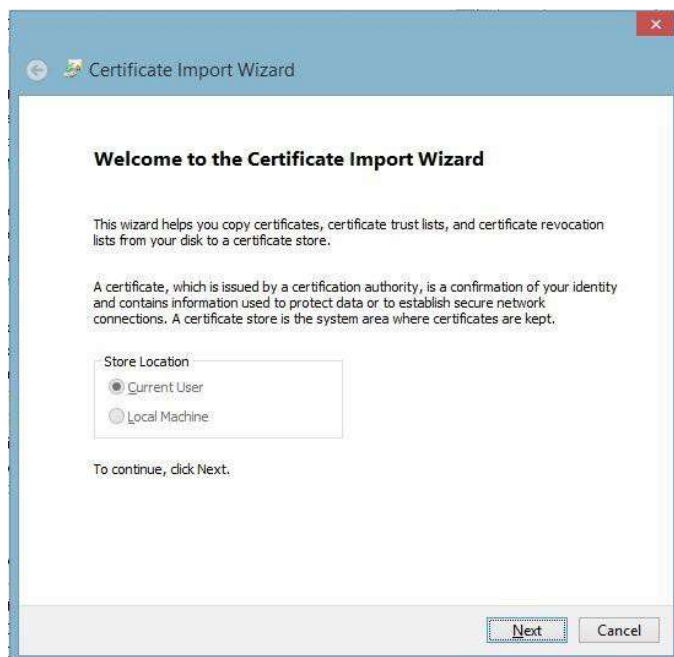 Certificate Import Wizard
Welcome to the Certificate Import Wizard
This wizard helps you copy certificates, certificate trust lists, and certificate revocation
lists from your disk to a certificate store.
A certificate, which is issued by a certification authority, is a confirmation of your identity
and contains information used to protect data or to establish secure network
connections. A certificate store is the system area where certificates are kept.
Store Location
Current User
Local Machine
To continue, click Next.
Next
Cancel